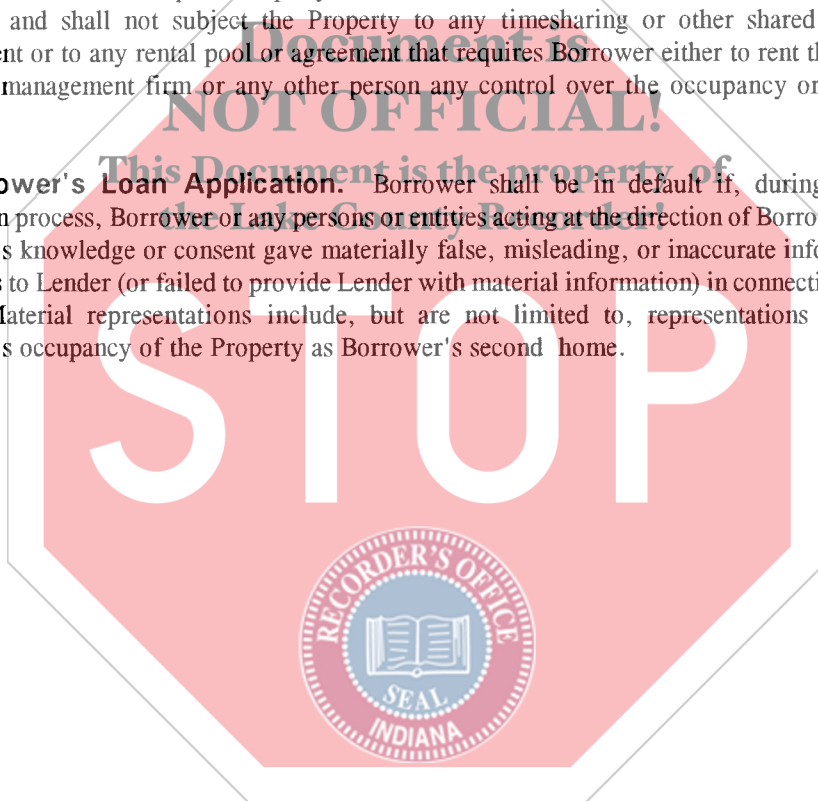 and shall not subject the Property to any timesharing or other shared
Document is
nt or to any rental pool or agreement that requires Borrower either to rent th
management firm or any other person any control over the occupancy or
NOT OFFICIAL!
This Document is the property of
ower's Loan Application. Borrower shall be in default if, during
the Lake County Recorder!
n process, Borrower or any persons or entities acting at the direction of Borro
s knowledge or consent gave materially false, misleading, or inaccurate info
s to Lender (or failed to provide Lender with material information) in connecti
Material representations include, but are not limited to, representations
s occupancy of the Property as Borrower's second home.
STOP
RECORDER'S OFFICE
SEAL
INDIANA